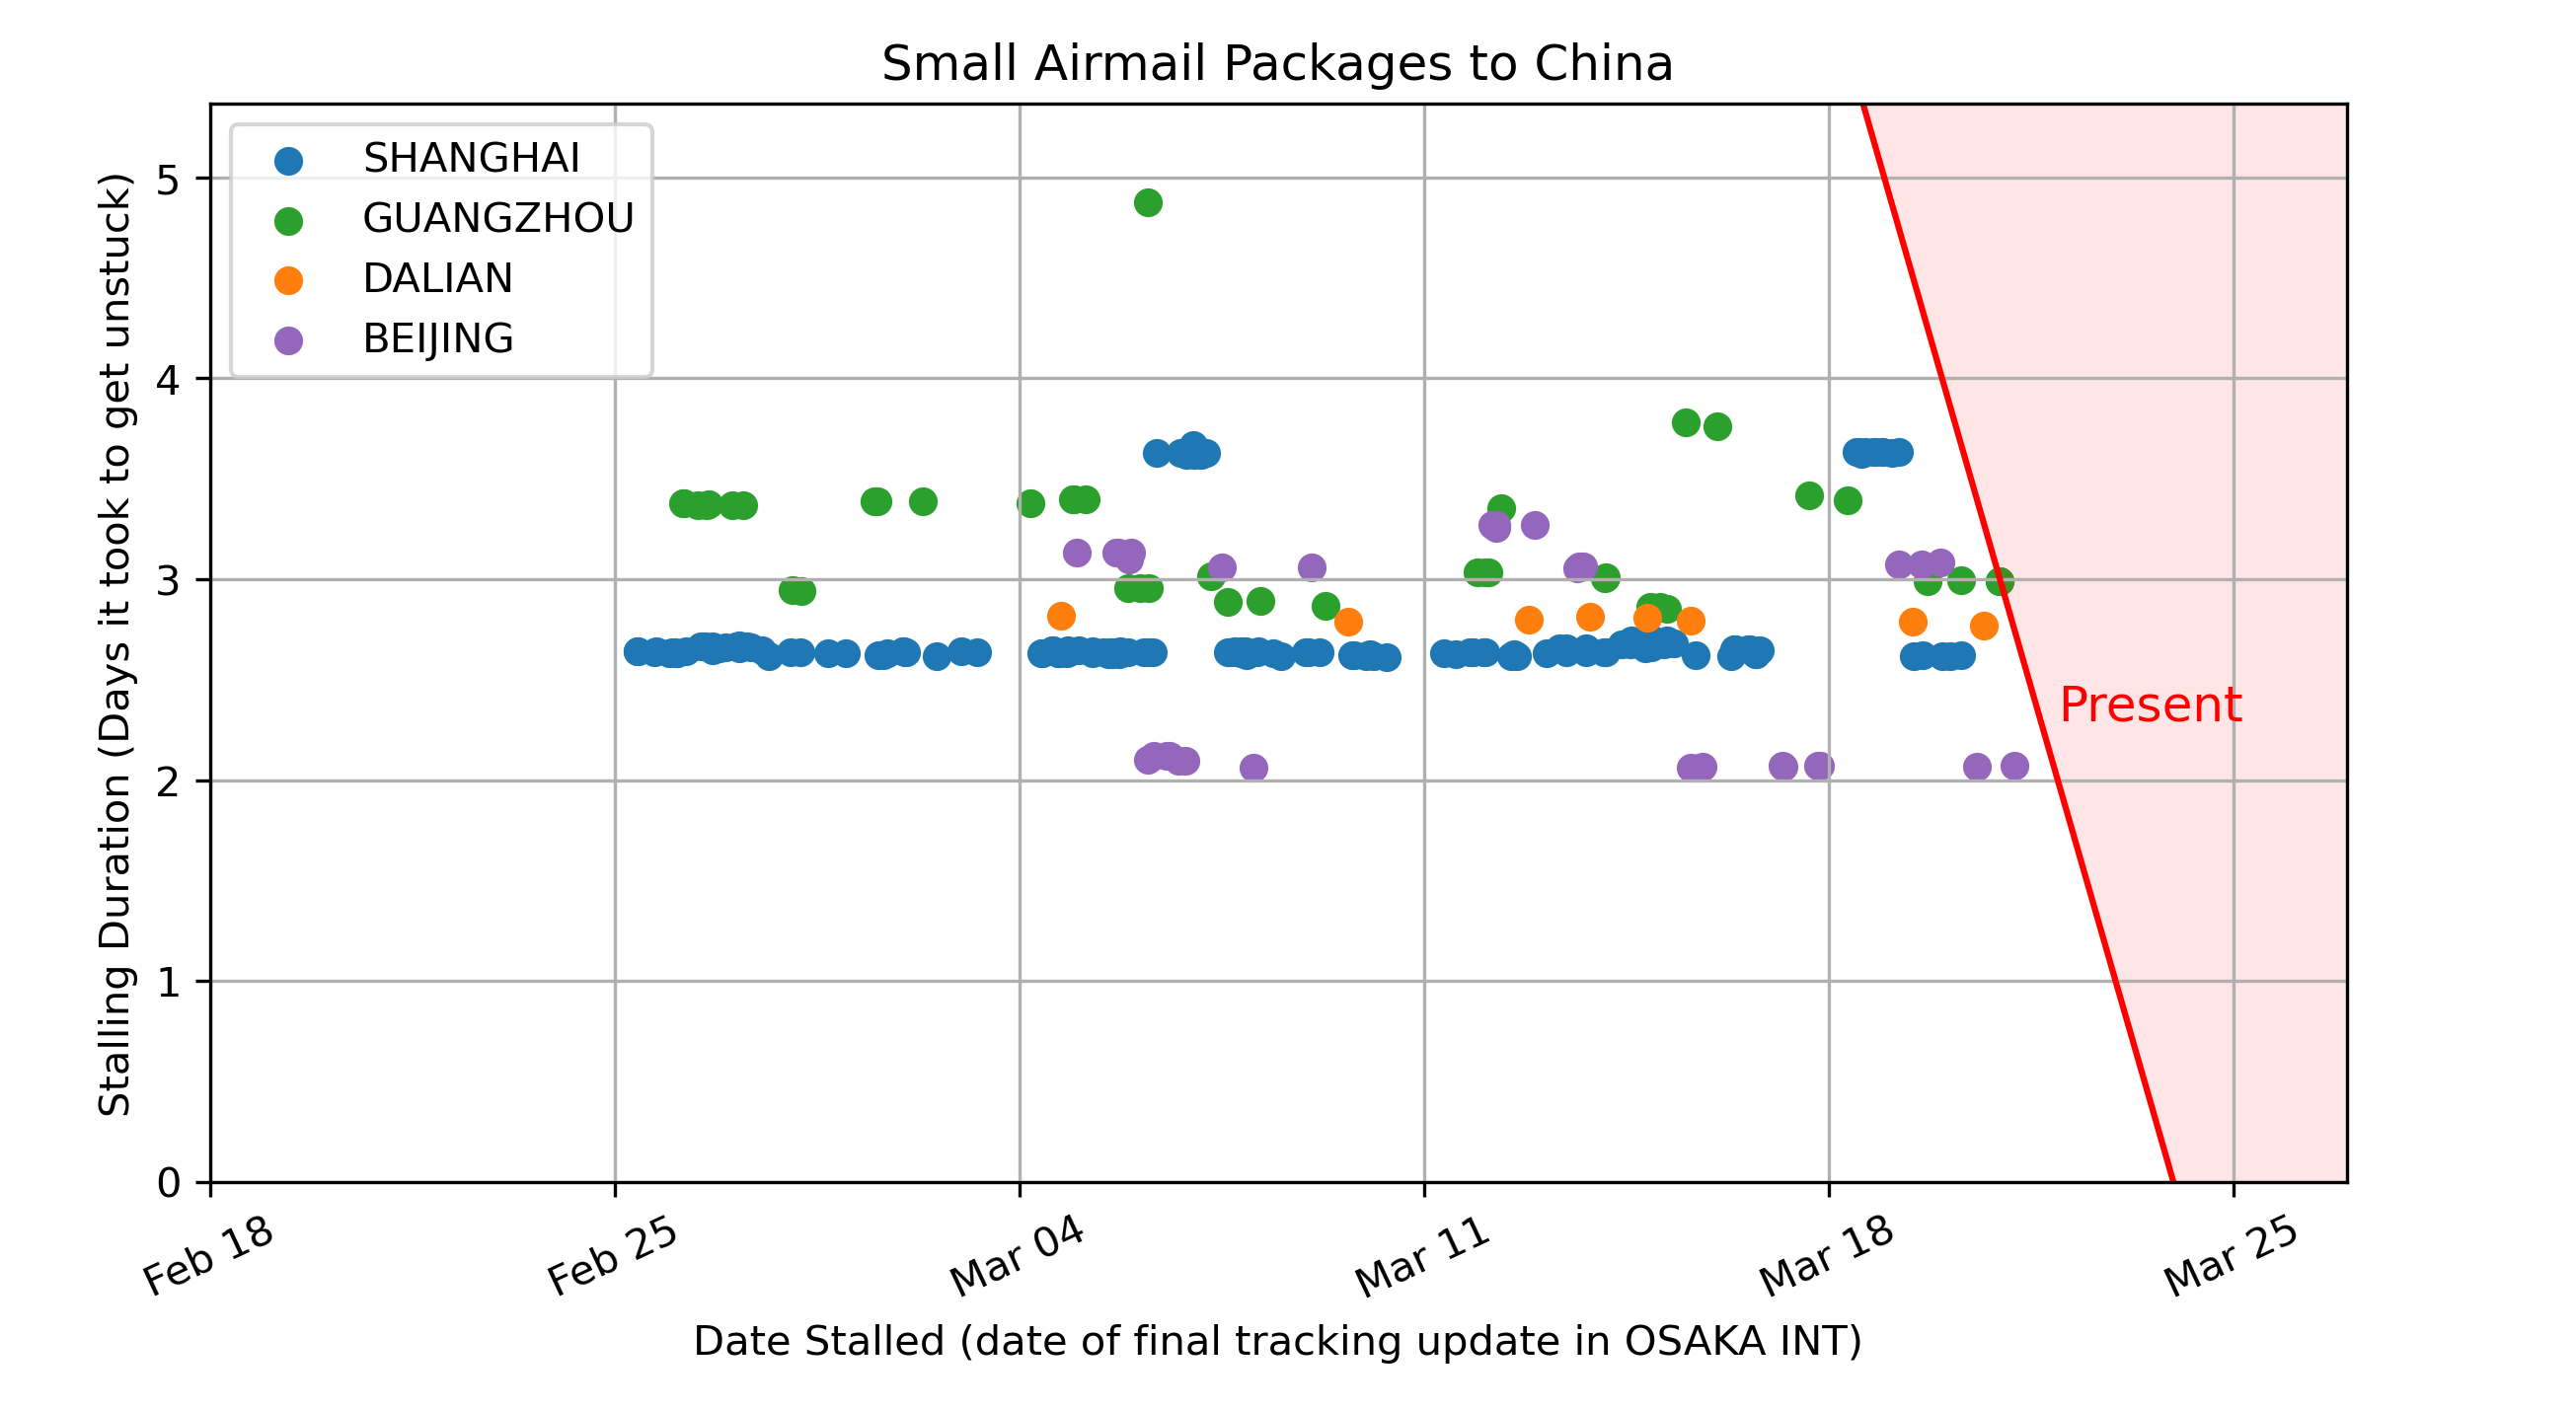 Small Airmail Packages to China
SHANGHAI
GUANGZHOU
DALIAN
BEIJING
Stalling Duration (Days it took to get unstuck)
5
4
3
2
1
0
Present
Feb 18
Feb 25
Mar 04
Mar 11
Mar 18
Mar 25
Date Stalled (date of final tracking update in OSAKA INT)